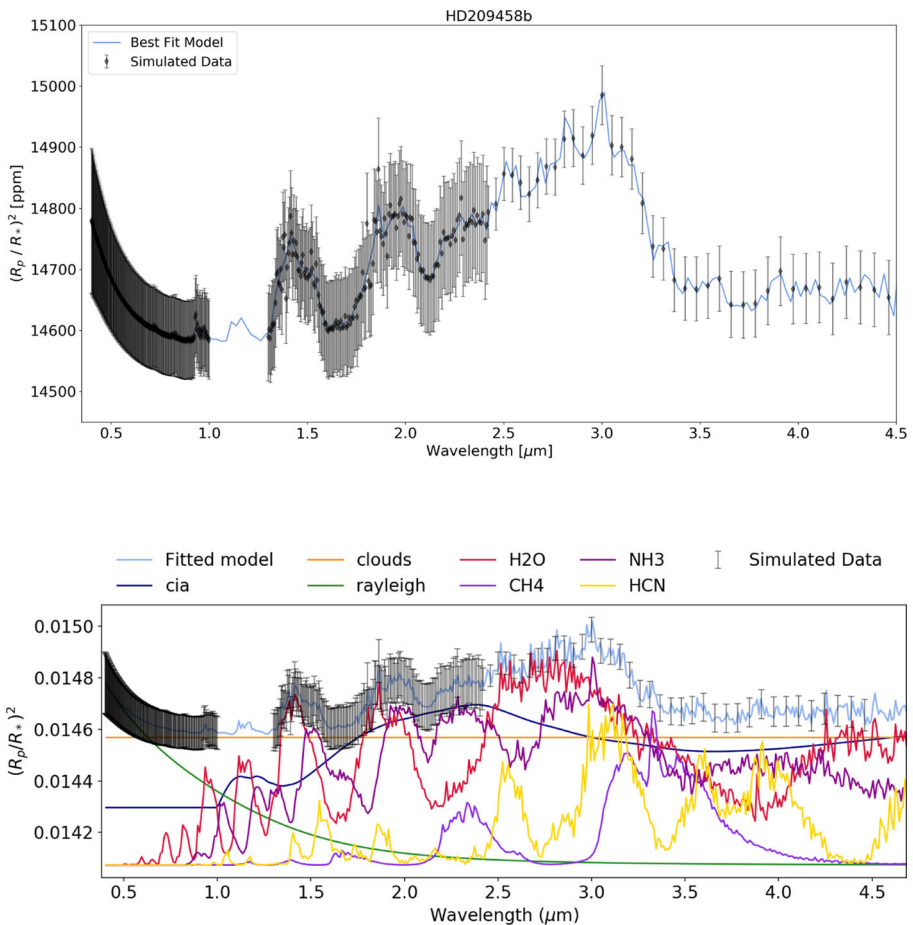 HD209458b
15100
Best Fit Model
Simulated Data
15000
14900
14800
14700
14600
14500
(Rp / R*)² [ppm]
0.5 1.0 1.5 2.0 2.5 3.0 3.5 4.0 4.5
Wavelength [μm]
Fitted model clouds H2O NH3 Simulated Data
cia rayleigh CH4 HCN
0.0150
0.0148
0.0146
0.0144
0.0142
(Rp/R*)²
0.5 1.0 1.5 2.0 2.5 3.0 3.5 4.0 4.5
Wavelength (μm)